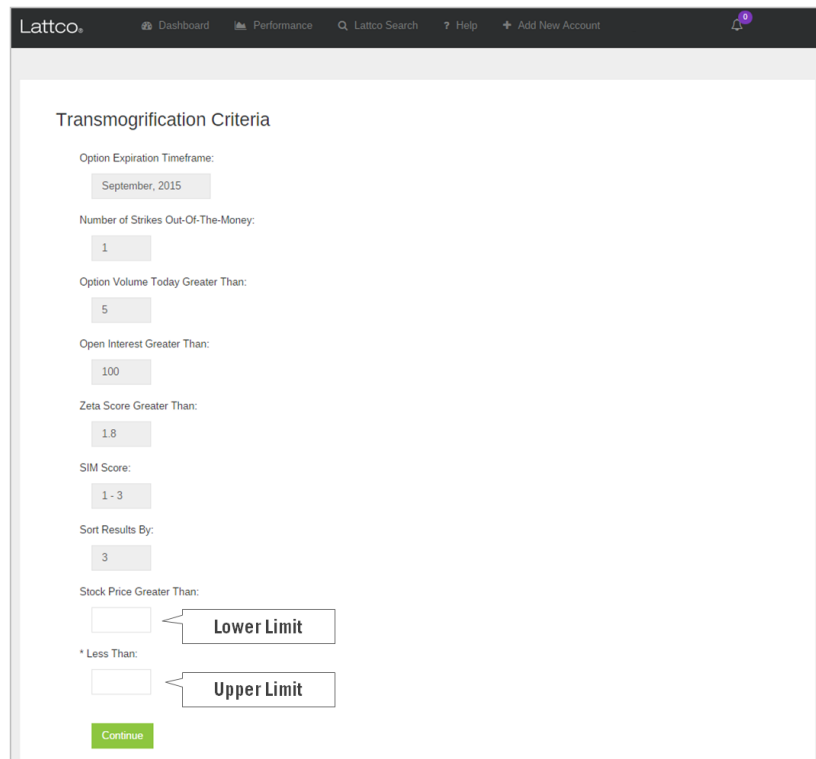 Lattco®
Dashboard Performance Lattco Search ? Help + Add New Account 0
Transmogrification Criteria
Option Expiration Timeframe:
September, 2015
Number of Strikes Out-Of-The-Money:
1
Option Volume Today Greater Than:
5
Open Interest Greater Than:
100
Zeta Score Greater Than:
1.8
SIM Score:
1 - 3
Sort Results By:
3
Stock Price Greater Than:
Lower Limit
* Less Than:
Upper Limit
Continue